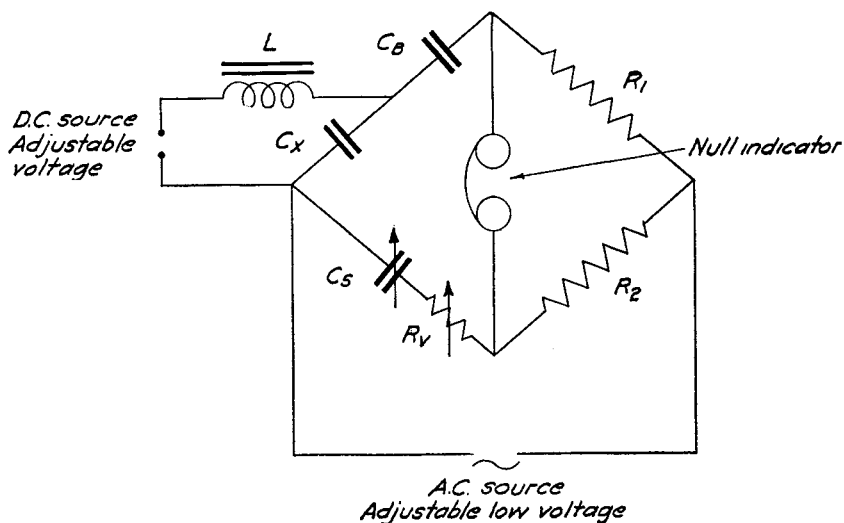 L
C_B
R_1
D.C. source
Adjustable
voltage
C_X
Null indicator
C_S
R_V
R_2
A.C. source
Adjustable low voltage